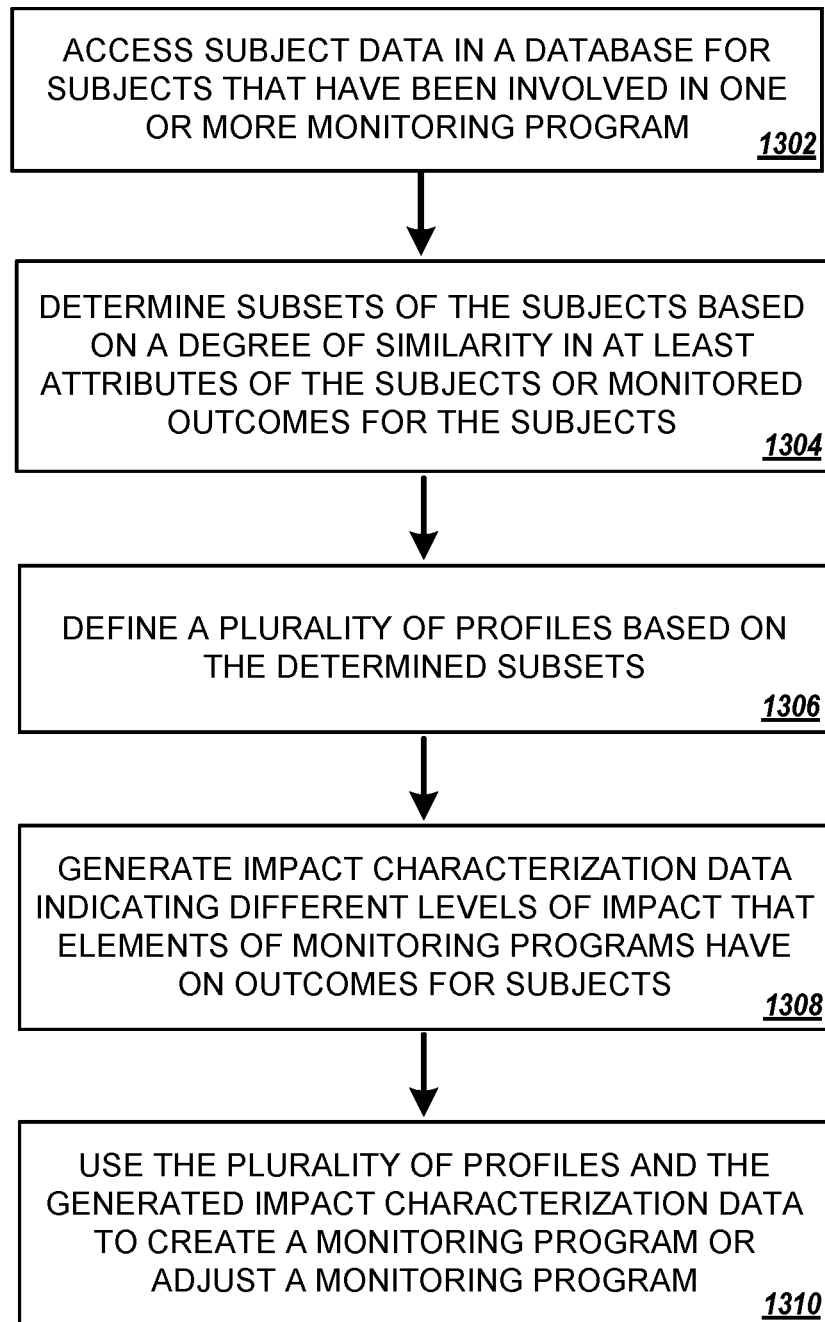 ACCESS SUBJECT DATA IN A DATABASE FOR
SUBJECTS THAT HAVE BEEN INVOLVED IN ONE
OR MORE MONITORING PROGRAM
1302
DETERMINE SUBSETS OF THE SUBJECTS BASED
ON A DEGREE OF SIMILARITY IN AT LEAST
ATTRIBUTES OF THE SUBJECTS OR MONITORED
OUTCOMES FOR THE SUBJECTS
1304
DEFINE A PLURALITY OF PROFILES BASED ON
THE DETERMINED SUBSETS
1306
GENERATE IMPACT CHARACTERIZATION DATA
INDICATING DIFFERENT LEVELS OF IMPACT THAT
ELEMENTS OF MONITORING PROGRAMS HAVE
ON OUTCOMES FOR SUBJECTS
1308
USE THE PLURALITY OF PROFILES AND THE
GENERATED IMPACT CHARACTERIZATION DATA
TO CREATE A MONITORING PROGRAM OR
ADJUST A MONITORING PROGRAM
1310